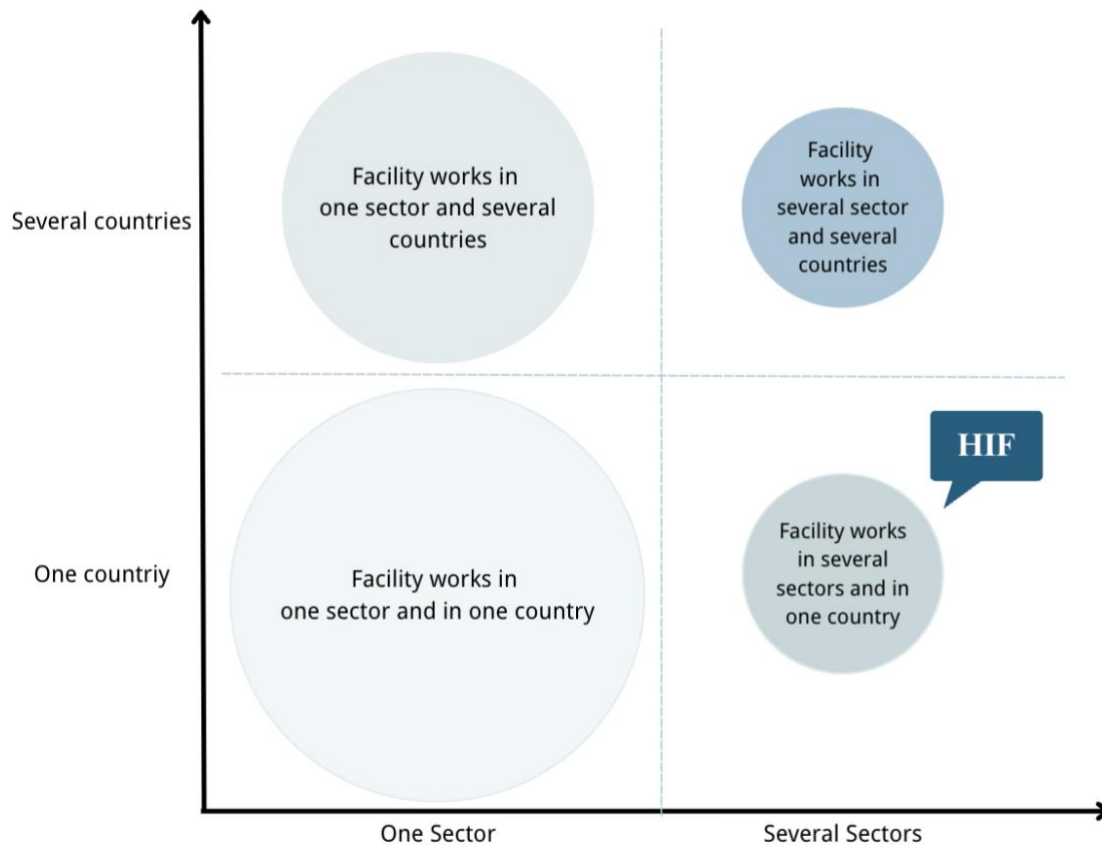 Several countries
Facility works in
one sector and several
countries
Facility
works in
several sector
and several
countries
HIF
One countriy
Facility works in
one sector and in one country
Facility works
in several
sectors and in
one country
One Sector
Several Sectors